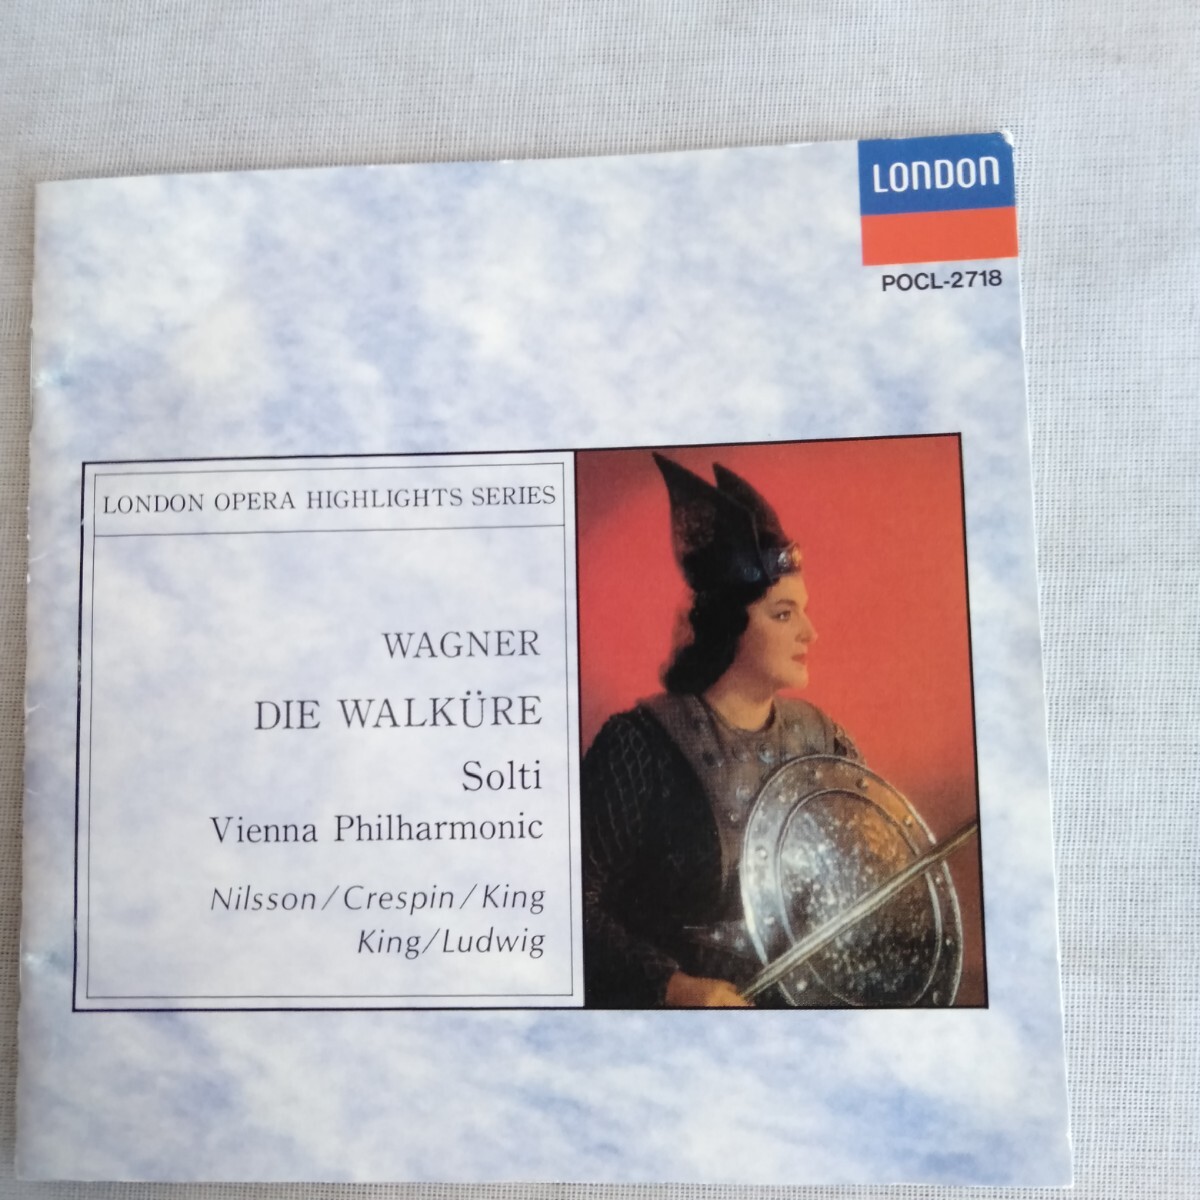 LONDON
POCL-2718
LONDON OPERA HIGHLIGHTS SERIES
WAGNER
DIE WALKÜRE
Solti
Vienna Philharmonic
Nilsson/Crespin/King
King/Ludwig